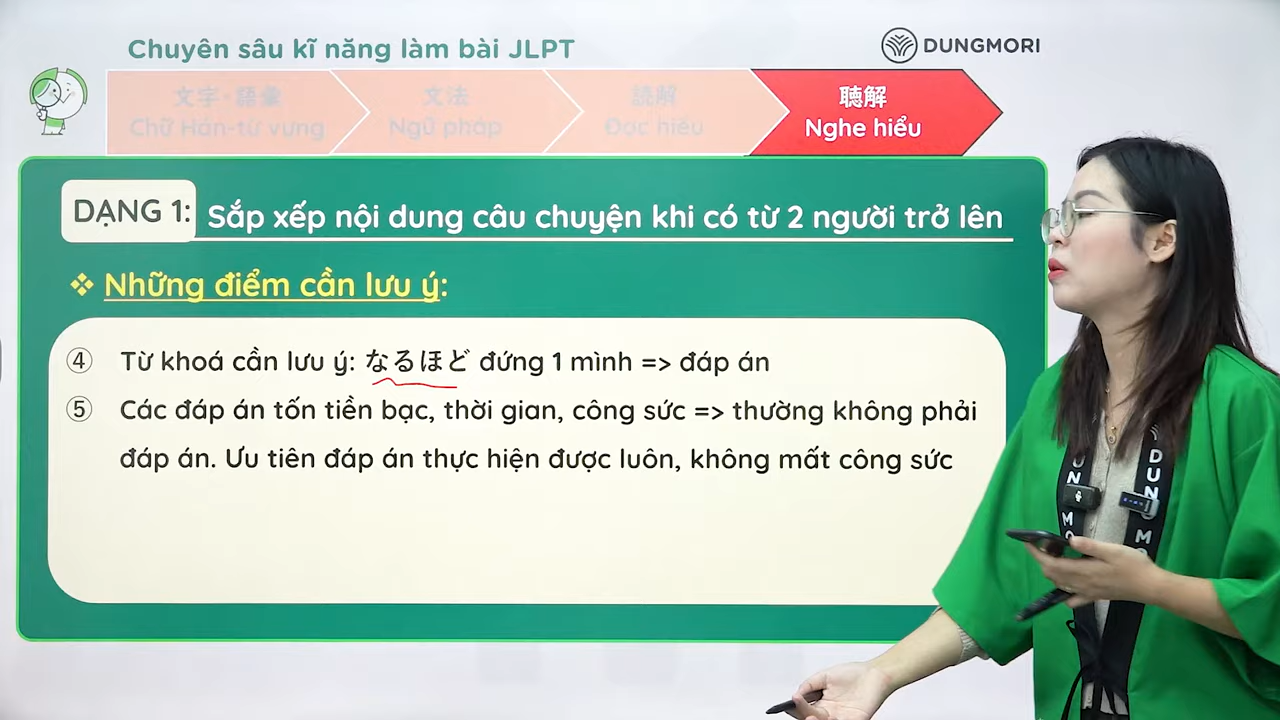 Chuyên sâu kĩ năng làm bài JLPT
DUNGMORI
文字・語彙
Chữ Hán-từ vựng
文法
Ngữ pháp
読解
Đọc hiểu
聴解
Nghe hiểu
DẠNG 1:
Sắp xếp nội dung câu chuyện khi có từ 2 người trở lên
❖ Những điểm cần lưu ý:
④ Từ khoá cần lưu ý: なるほど đứng 1 mình => đáp án
⑤ Các đáp án tốn tiền bạc, thời gian, công sức => thường không phải
đáp án. Ưu tiên đáp án thực hiện được luôn, không mất công sức